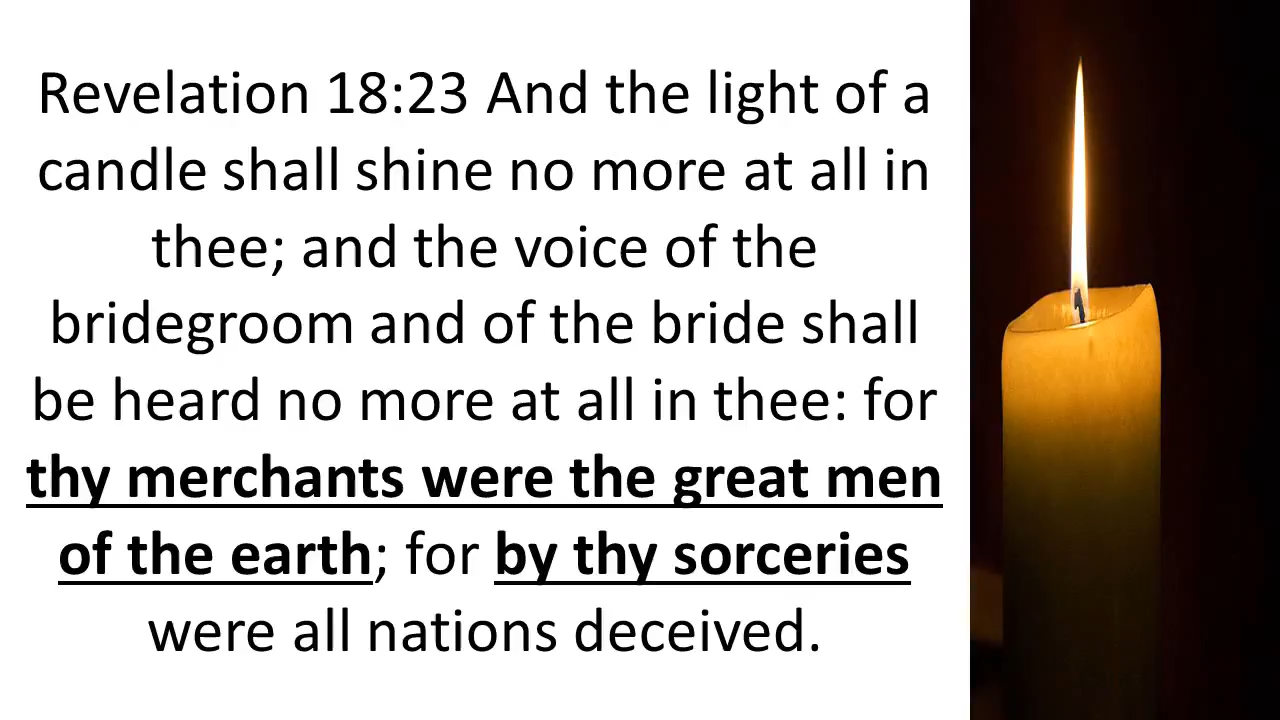 Revelation 18:23 And the light of a
candle shall shine no more at all in
thee; and the voice of the
bridegroom and of the bride shall
be heard no more at all in thee: for
thy merchants were the great men
of the earth; for by thy sorceries
were all nations deceived.